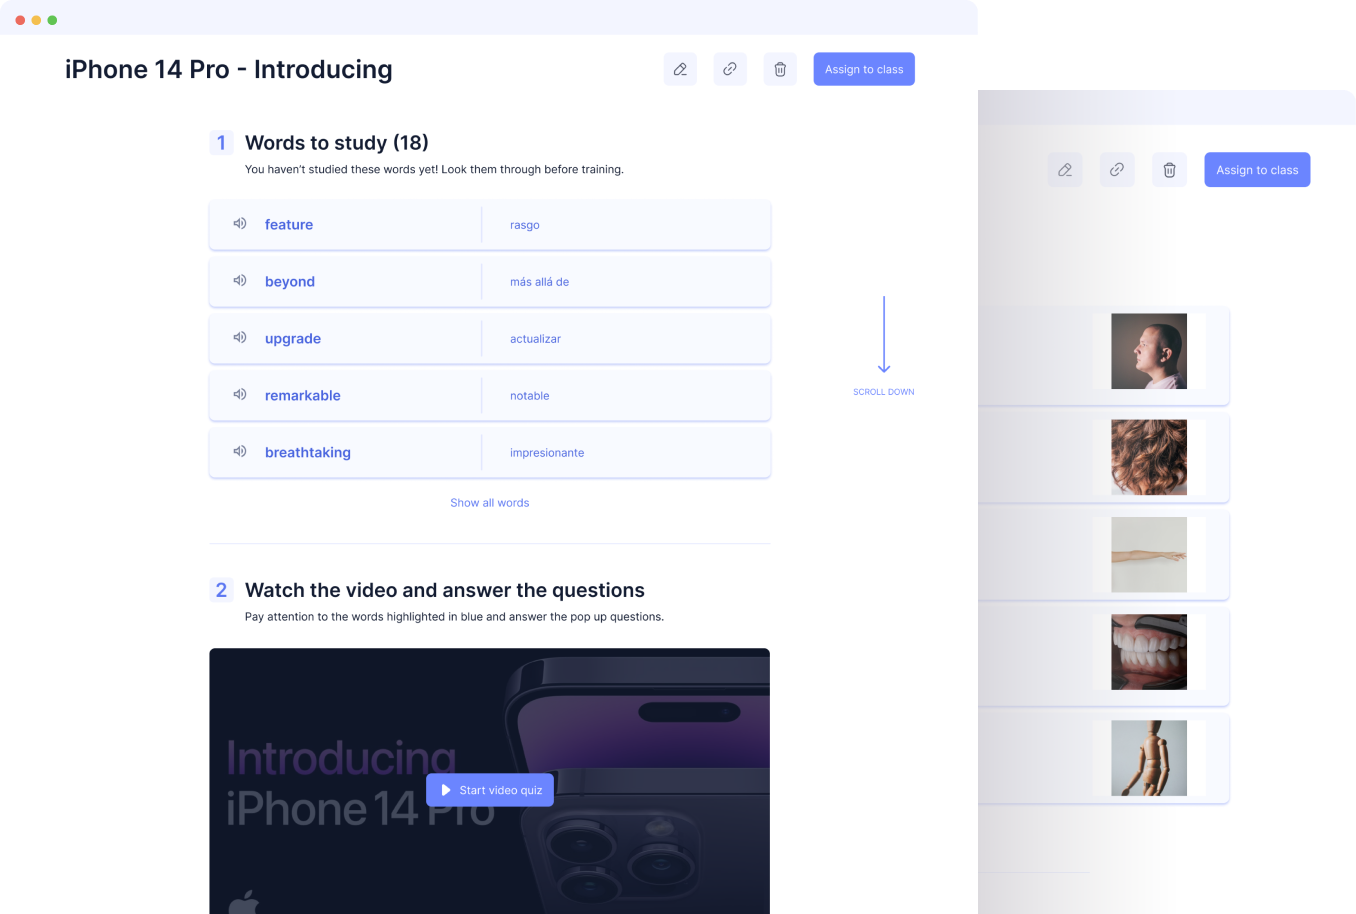 iPhone 14 Pro - Introducing
Assign to class
1
Words to study (18)
You haven’t studied these words yet! Look them through before training.
feature
rasgo
beyond
más allá de
upgrade
actualizar
remarkable
notable
breathtaking
impresionante
Show all words
SCROLL DOWN
2
Watch the video and answer the questions
Pay attention to the words highlighted in blue and answer the pop up questions.
Introducing
iPhone 14 Pro
Start video quiz
Assign to class